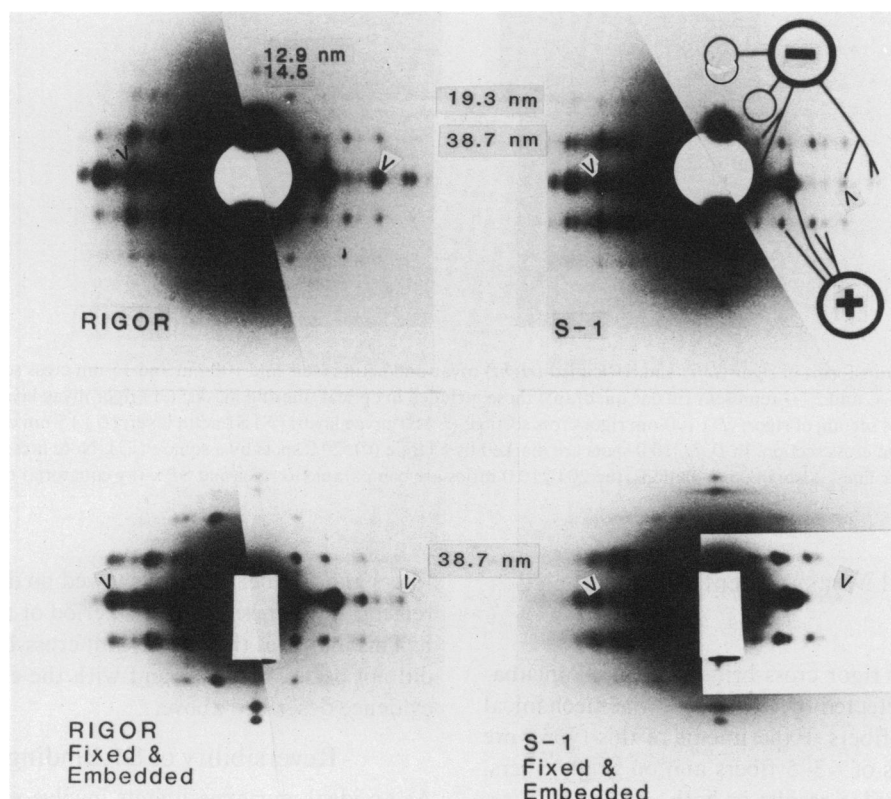 12.9 nm
14.5
19.3 nm
38.7 nm
RIGOR
S-1
38.7 nm
RIGOR
Fixed &
Embedded
S-1
Fixed &
Embedded